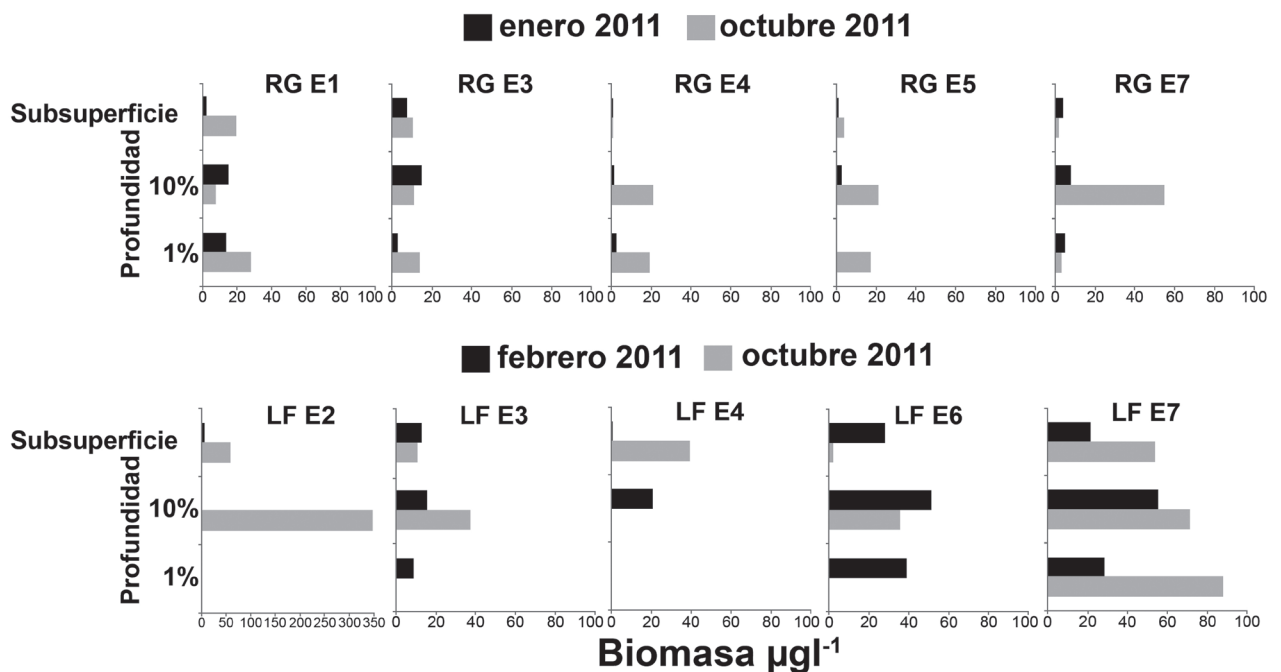 enero 2011 octubre 2011
RG E1 RG E3 RG E4 RG E5 RG E7
Subsuperficie
10%
1%
Profundidad
0 20 40 60 80 100 0 20 40 60 80 100 0 20 40 60 80 100 0 20 40 60 80 100 0 20 40 60 80 100
febrero 2011 octubre 2011
LF E2 LF E3 LF E4 LF E6 LF E7
Subsuperficie
10%
1%
Profundidad
0 50 100 150 200 250 300 350 0 20 40 60 80 100 0 20 40 60 80 100 0 20 40 60 80 100 0 20 40 60 80 100
Biomasa µgl⁻¹